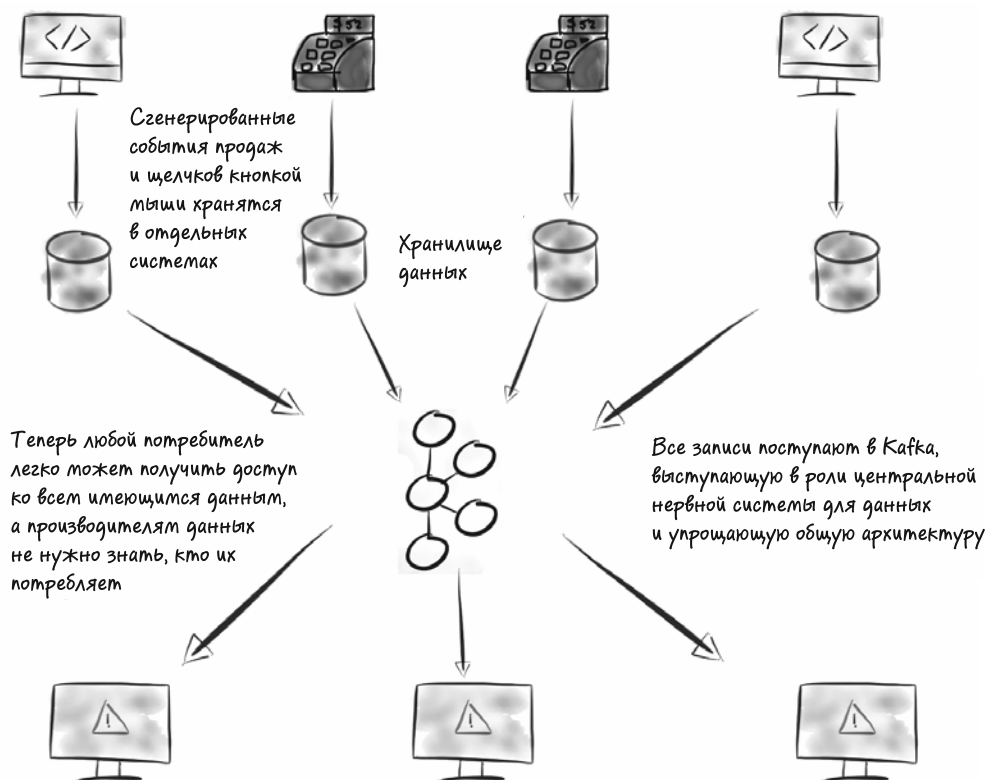 </>
$ 52
$ 52
</>
Сгенерированные
события продаж
и щелчков кнопкой
мыши хранятся
в отдельных
системах
Хранилище
данных
Теперь любой потребитель
легко может получить доступ
ко всем имеющимся данным,
а производителям данных
не нужно знать, кто их
потребляет
Все записи поступают в Kafka,
выступающую в роли центральной
нервной системы для данных
и упрощающую общую архитектуру
!
!
!